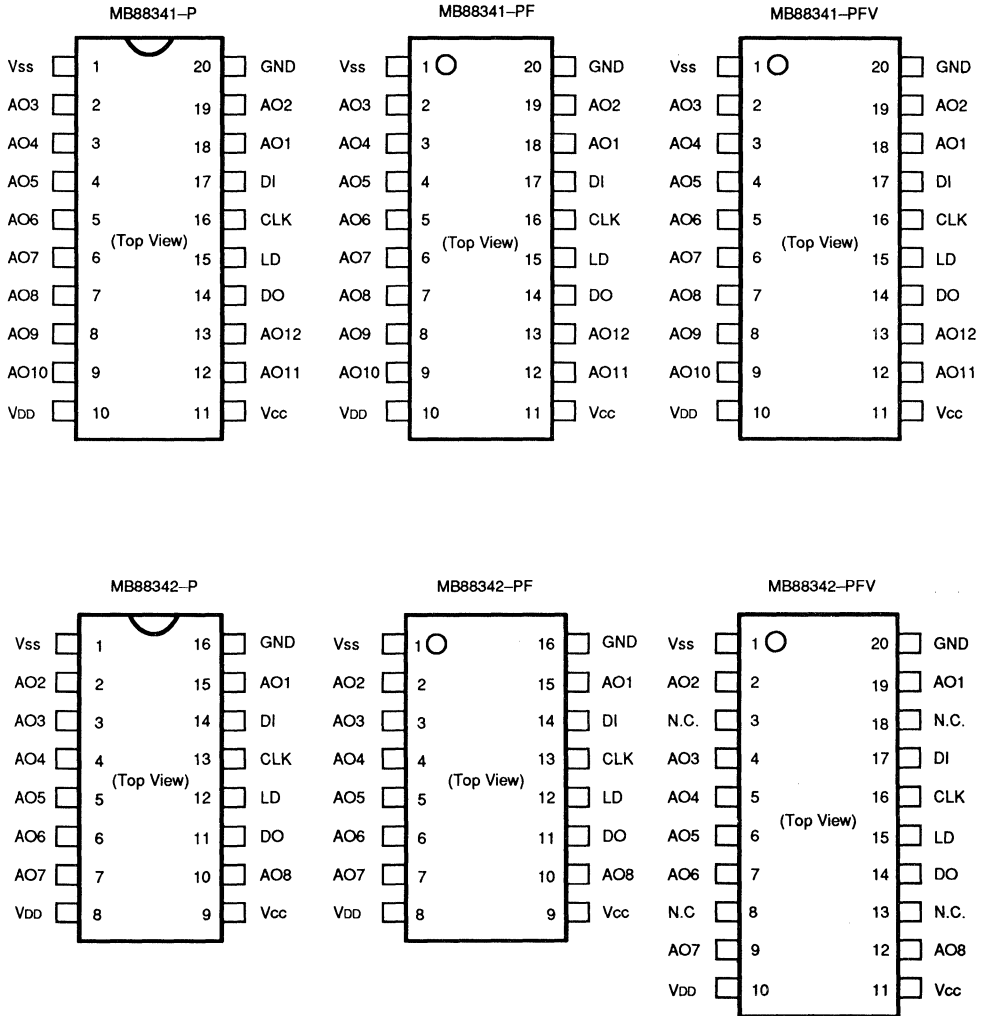 MB88341–P
Vss 1 20 GND
AO3 2 19 AO2
AO4 3 18 AO1
AO5 4 17 DI
AO6 5 16 CLK
(Top View)
AO7 6 15 LD
AO8 7 14 DO
AO9 8 13 AO12
AO10 9 12 AO11
VDD 10 11 Vcc
MB88341–PF
Vss 1 20 GND
AO3 2 19 AO2
AO4 3 18 AO1
AO5 4 17 DI
AO6 5 16 CLK
(Top View)
AO7 6 15 LD
AO8 7 14 DO
AO9 8 13 AO12
AO10 9 12 AO11
VDD 10 11 Vcc
MB88341–PFV
Vss 1 20 GND
AO3 2 19 AO2
AO4 3 18 AO1
AO5 4 17 DI
AO6 5 16 CLK
(Top View)
AO7 6 15 LD
AO8 7 14 DO
AO9 8 13 AO12
AO10 9 12 AO11
VDD 10 11 Vcc
MB88342–P
Vss 1 16 GND
AO2 2 15 AO1
AO3 3 14 DI
AO4 4 13 CLK
(Top View)
AO5 5 12 LD
AO6 6 11 DO
AO7 7 10 AO8
VDD 8 9 Vcc
MB88342–PF
Vss 1 16 GND
AO2 2 15 AO1
AO3 3 14 DI
AO4 4 13 CLK
(Top View)
AO5 5 12 LD
AO6 6 11 DO
AO7 7 10 AO8
VDD 8 9 Vcc
MB88342–PFV
Vss 1 20 GND
AO2 2 19 AO1
N.C. 3 18 N.C.
AO3 4 17 DI
AO4 5 16 CLK
(Top View)
AO5 6 15 LD
AO6 7 14 DO
N.C 8 13 N.C.
AO7 9 12 AO8
VDD 10 11 Vcc